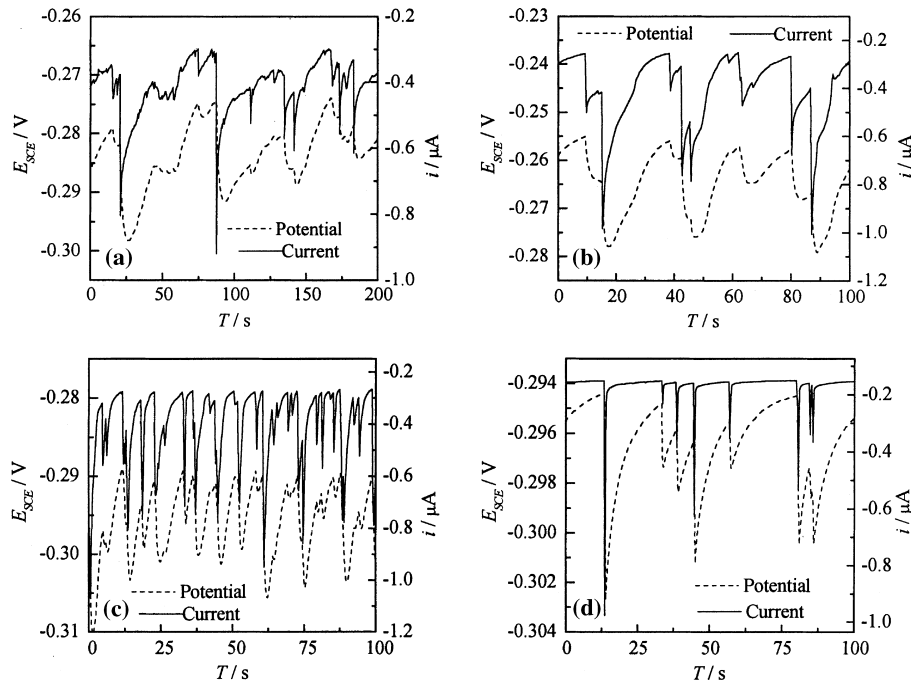 -0.26
-0.27
-0.28
-0.29
-0.30
E_SCE / V
-0.2
-0.4
-0.6
-0.8
-1.0
i / μA
Potential
Current
(a)
0 25 50 75 100 125 150 175 200
T / s
-0.23
-0.24
-0.25
-0.26
-0.27
-0.28
E_SCE / V
Potential Current
0.0
-0.2
-0.4
-0.6
-0.8
-1.0
-1.2
i / μA
(b)
0 20 40 60 80 100
T / s
-0.28
-0.29
-0.30
-0.31
E_SCE / V
-0.2
-0.4
-0.6
-0.8
-1.0
-1.2
i / μA
Potential
Current
(c)
0 25 50 75 100
T / s
-0.294
-0.296
-0.298
-0.300
-0.302
-0.304
E_SCE / V
-0.2
-0.4
-0.6
-0.8
-1.0
i / μA
Potential
Current
(d)
0 25 50 75 100
T / s